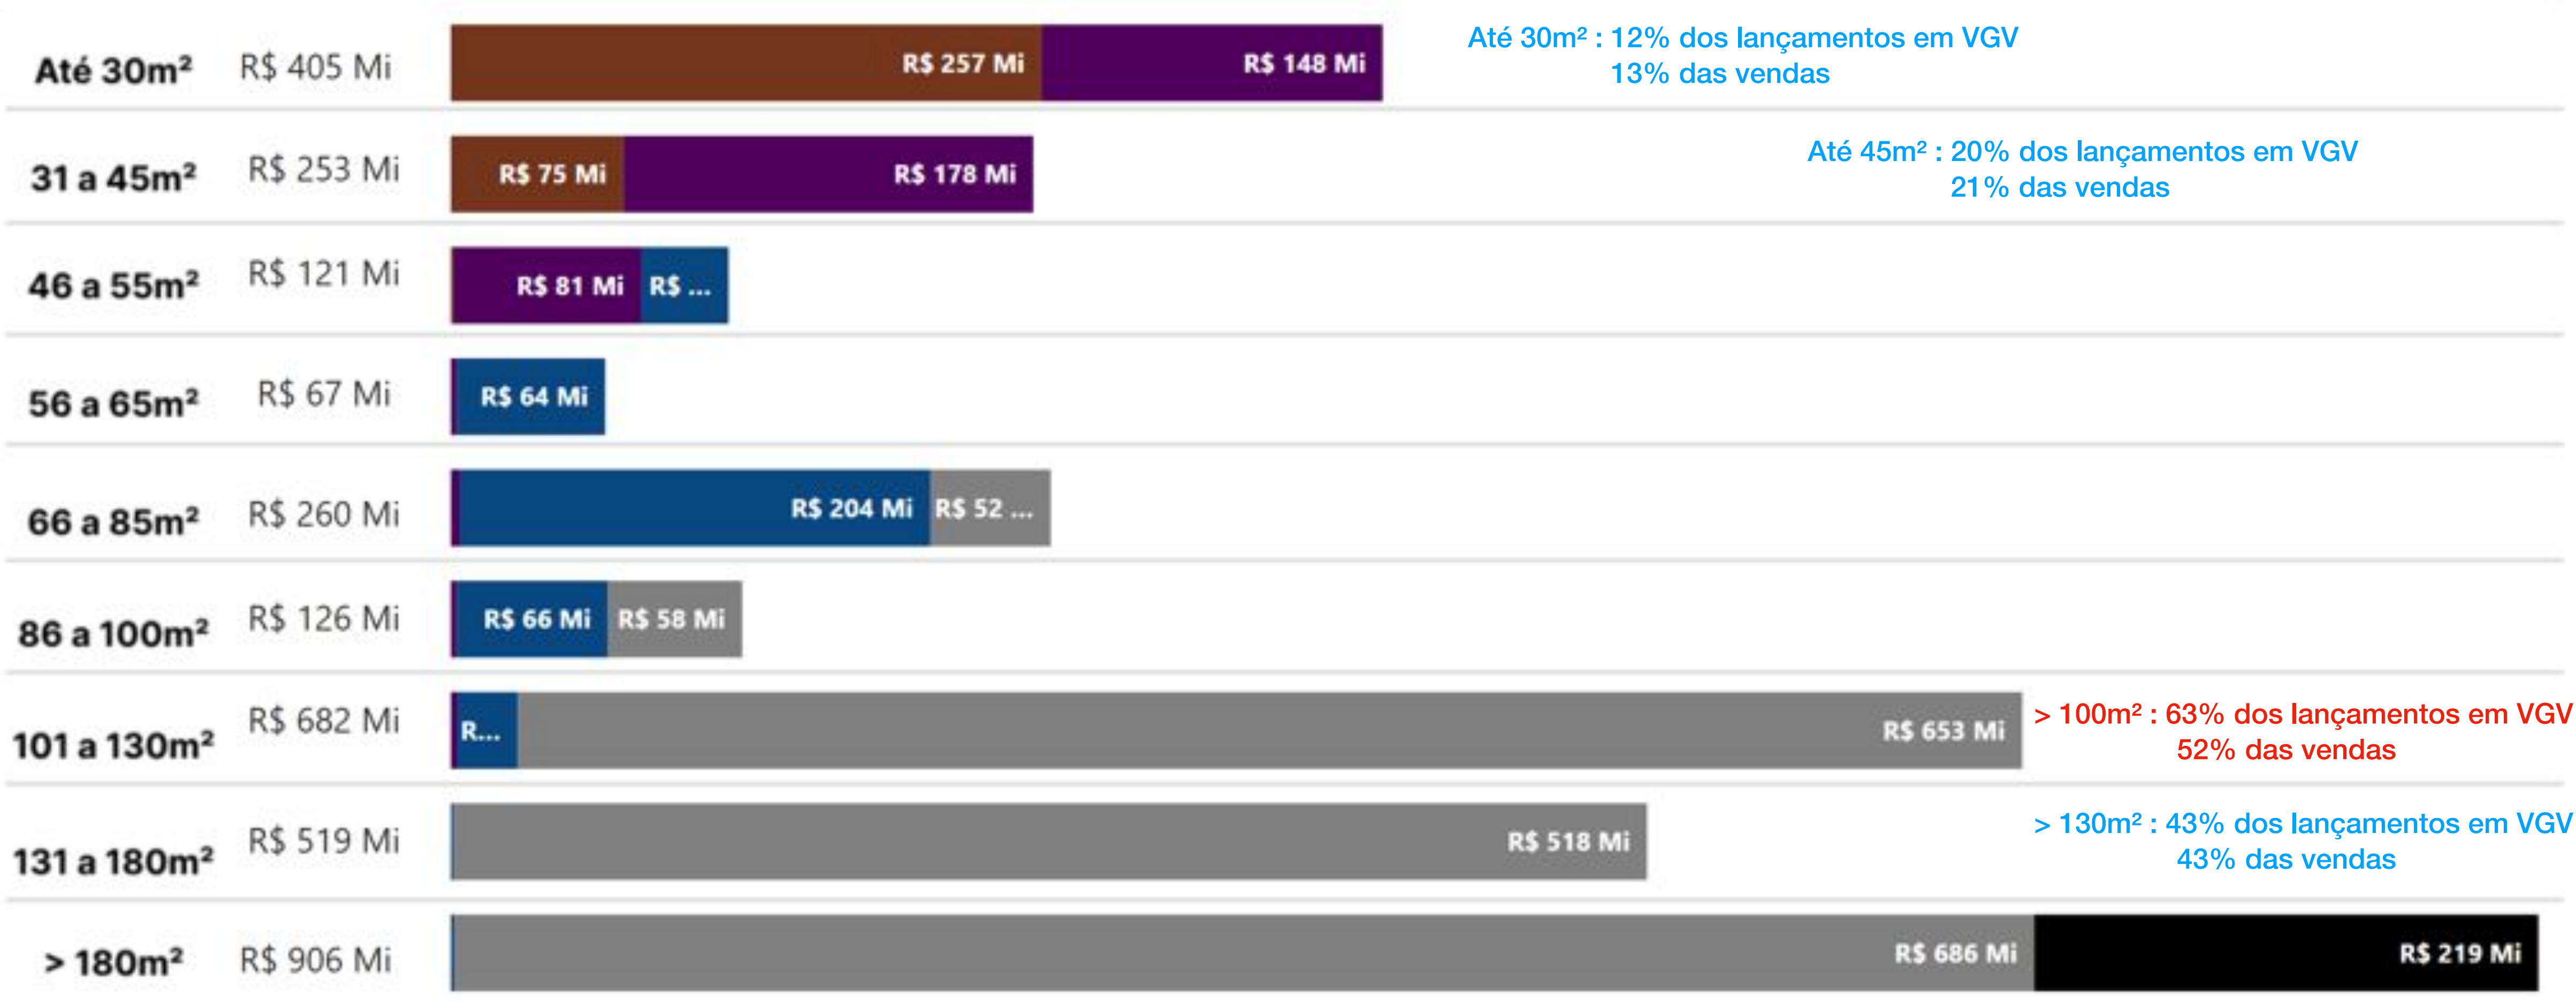 Até 30m² R$ 405 Mi R$ 257 Mi R$ 148 Mi
Até 30m² : 12% dos lançamentos em VGV
13% das vendas
31 a 45m² R$ 253 Mi R$ 75 Mi R$ 178 Mi
Até 45m² : 20% dos lançamentos em VGV
21% das vendas
46 a 55m² R$ 121 Mi R$ 81 Mi R$ ...
56 a 65m² R$ 67 Mi R$ 64 Mi
66 a 85m² R$ 260 Mi R$ 204 Mi R$ 52 ...
86 a 100m² R$ 126 Mi R$ 66 Mi R$ 58 Mi
101 a 130m² R$ 682 Mi R... R$ 653 Mi
> 100m² : 63% dos lançamentos em VGV
52% das vendas
131 a 180m² R$ 519 Mi R$ 518 Mi
> 130m² : 43% dos lançamentos em VGV
43% das vendas
> 180m² R$ 906 Mi R$ 686 Mi R$ 219 Mi